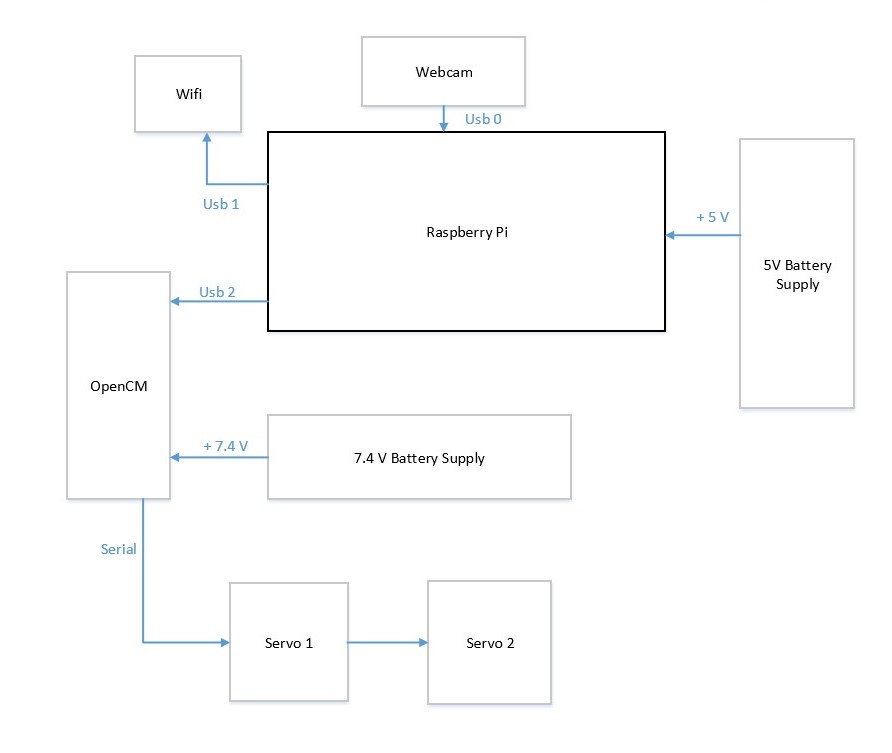 Webcam
Wifi
Usb 0
Usb 1
Raspberry Pi
+ 5 V
5V Battery
Supply
Usb 2
OpenCM
+ 7.4 V
7.4 V Battery Supply
Serial
Servo 1
Servo 2